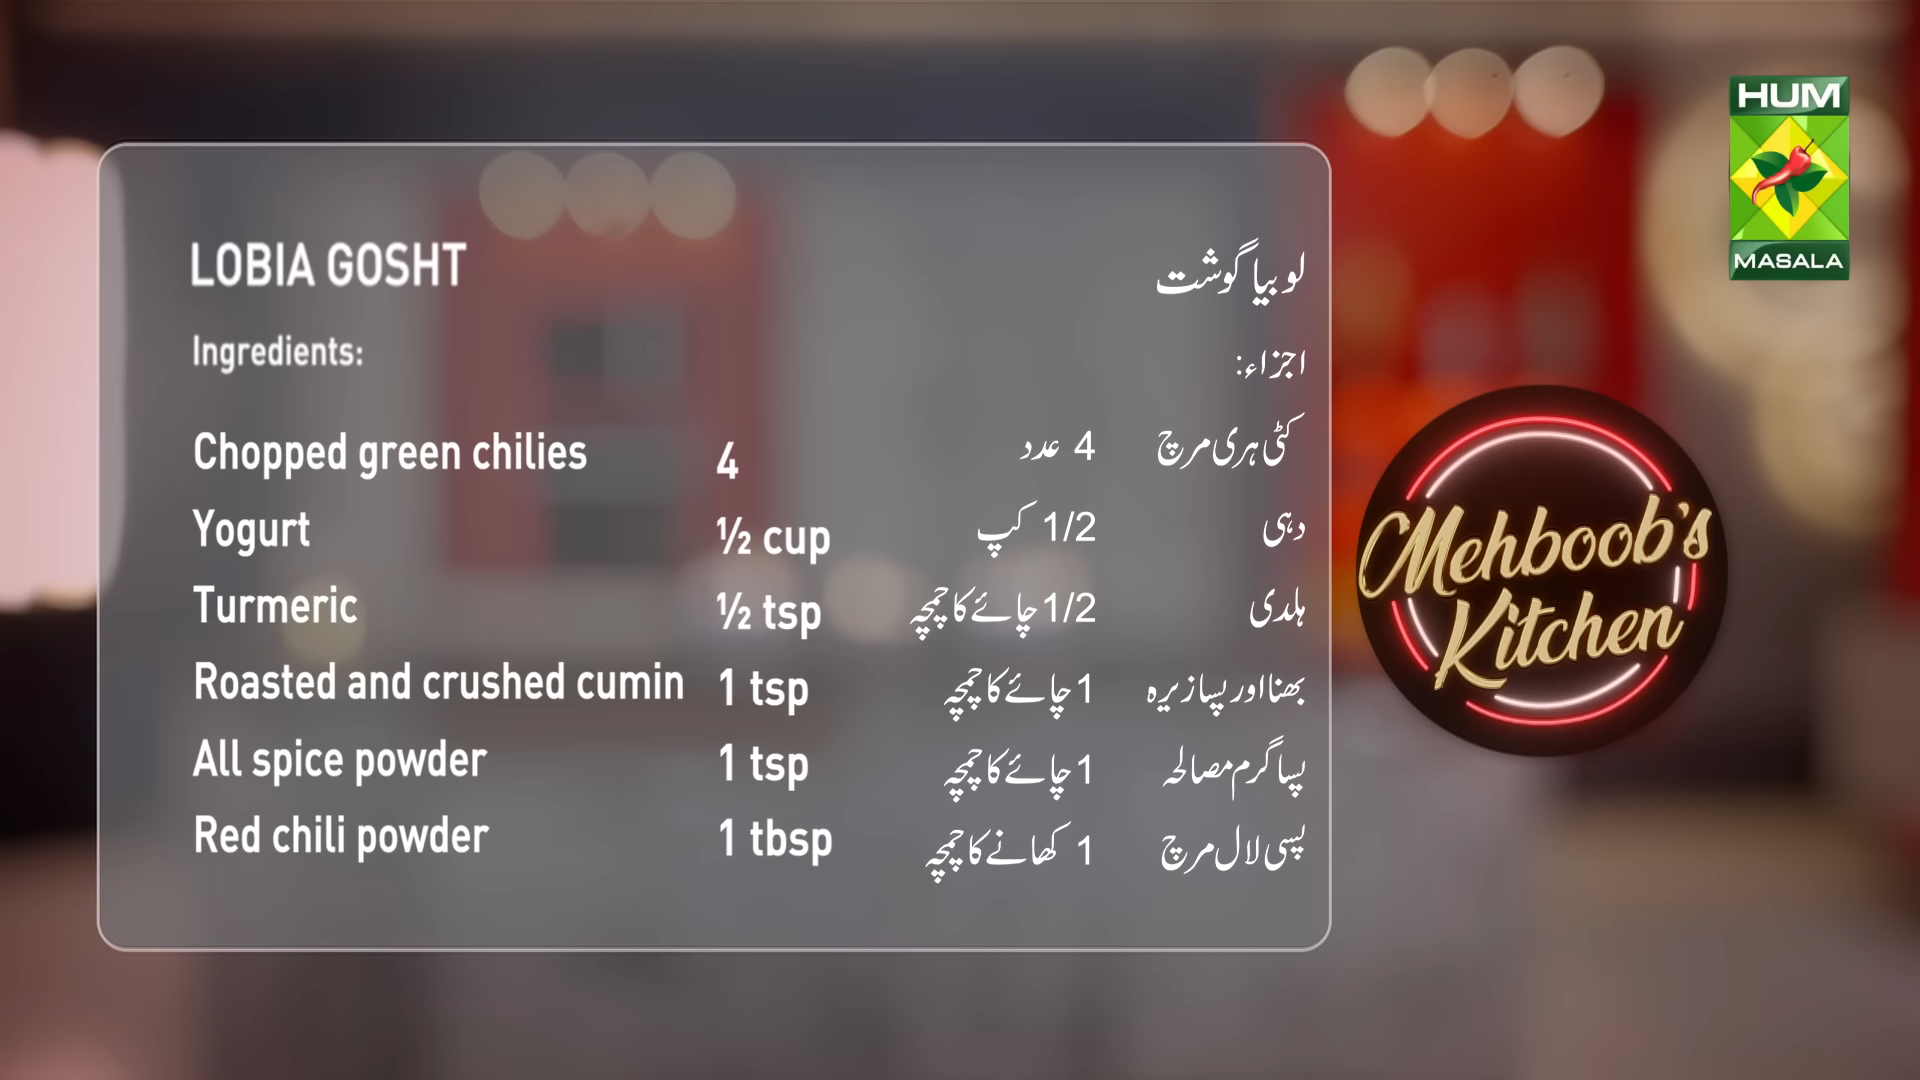 HUM
MASALA
LOBIA GOSHT لوبیا گوشت
Ingredients: اجزاء:
Chopped green chilies 4 کٹی ہری مرچ 4 عدد
Yogurt ½ cup دہی 1/2 کپ
Turmeric ½ tsp ہلدی 1/2 چائے کا چمچہ
Roasted and crushed cumin 1 tsp بھنا اور پسا زیرہ 1 چائے کا چمچہ
All spice powder 1 tsp پسا گرم مصالحہ 1 چائے کا چمچہ
Red chili powder 1 tbsp پسی لال مرچ 1 کھانے کا چمچہ
Mehboob's
Kitchen